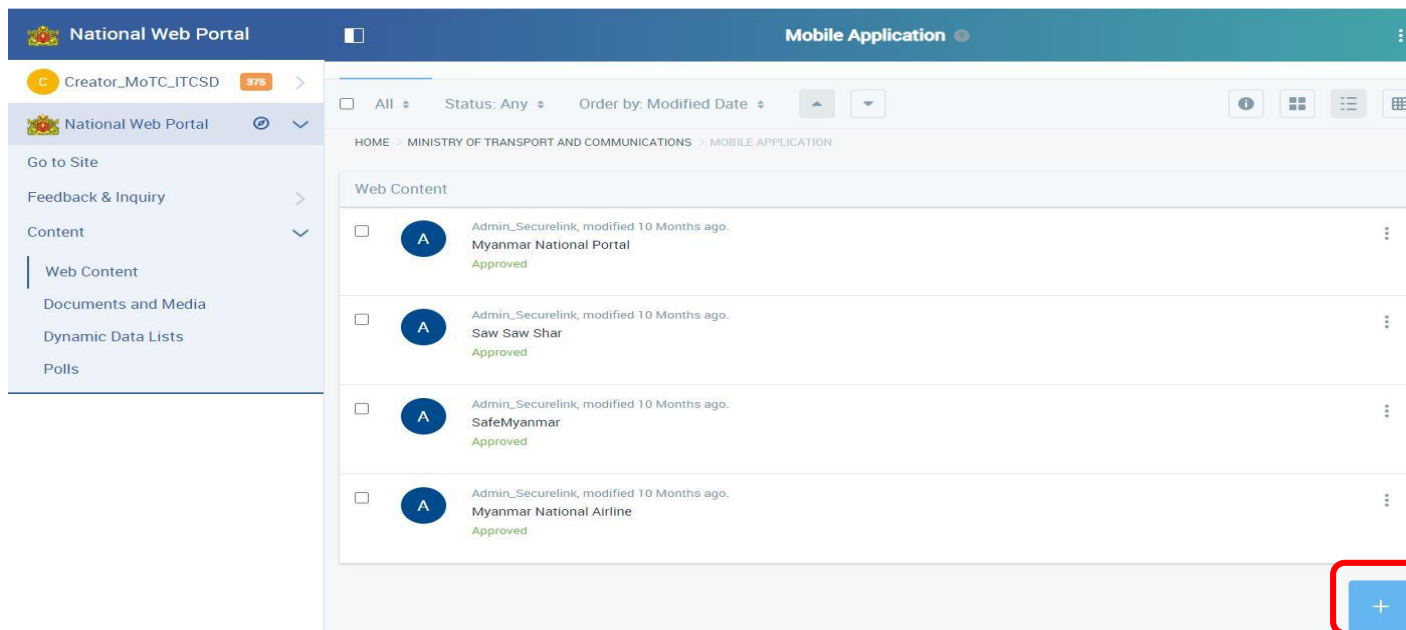 National Web Portal
Mobile Application
C Creator_MoTC_ITCSD 375
National Web Portal
Go to Site
Feedback & Inquiry
Content
Web Content
Documents and Media
Dynamic Data Lists
Polls
All Status: Any Order by: Modified Date
HOME > MINISTRY OF TRANSPORT AND COMMUNICATIONS > MOBILE APPLICATION
Web Content
A
Admin_Securelink, modified 10 Months ago.
Myanmar National Portal
Approved
A
Admin_Securelink, modified 10 Months ago.
Saw Saw Shar
Approved
A
Admin_Securelink, modified 10 Months ago.
SafeMyanmar
Approved
A
Admin_Securelink, modified 10 Months ago.
Myanmar National Airline
Approved
+